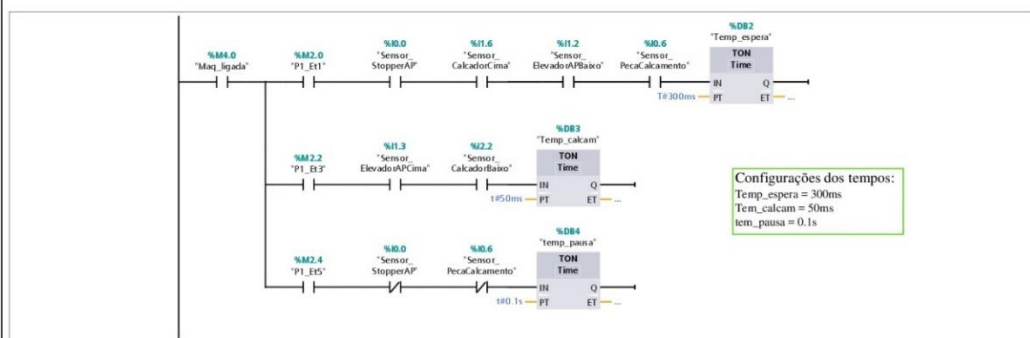 %DB2
"Temp_espera"
%M4.0
"Maq_ligada"
%M2.0
"P1_Et1"
%I0.0
"Sensor_
StopperAP"
%I1.6
"Sensor_
CalcadorCima"
%I1.2
"Sensor_
ElevadorAPBaixo"
%I0.6
"Sensor_
PecaCalcamento"
TON
Time
IN
Q
T#300ms
PT
ET
...
%DB3
"Temp_calcam"
%M2.2
"P1_Et3"
%I1.3
"Sensor_
ElevadorAPCima"
%I2.2
"Sensor_
CalcadorBaixo"
TON
Time
IN
Q
t#50ms
PT
ET
...
Configurações dos tempos:
Temp_espera = 300ms
Tem_calcam = 50ms
tem_pausa = 0.1s
%DB4
"temp_pausa"
%M2.4
"P1_Et5"
%I0.0
"Sensor_
StopperAP"
%I0.6
"Sensor_
PecaCalcamento"
TON
Time
IN
Q
t#0.1s
PT
ET
...